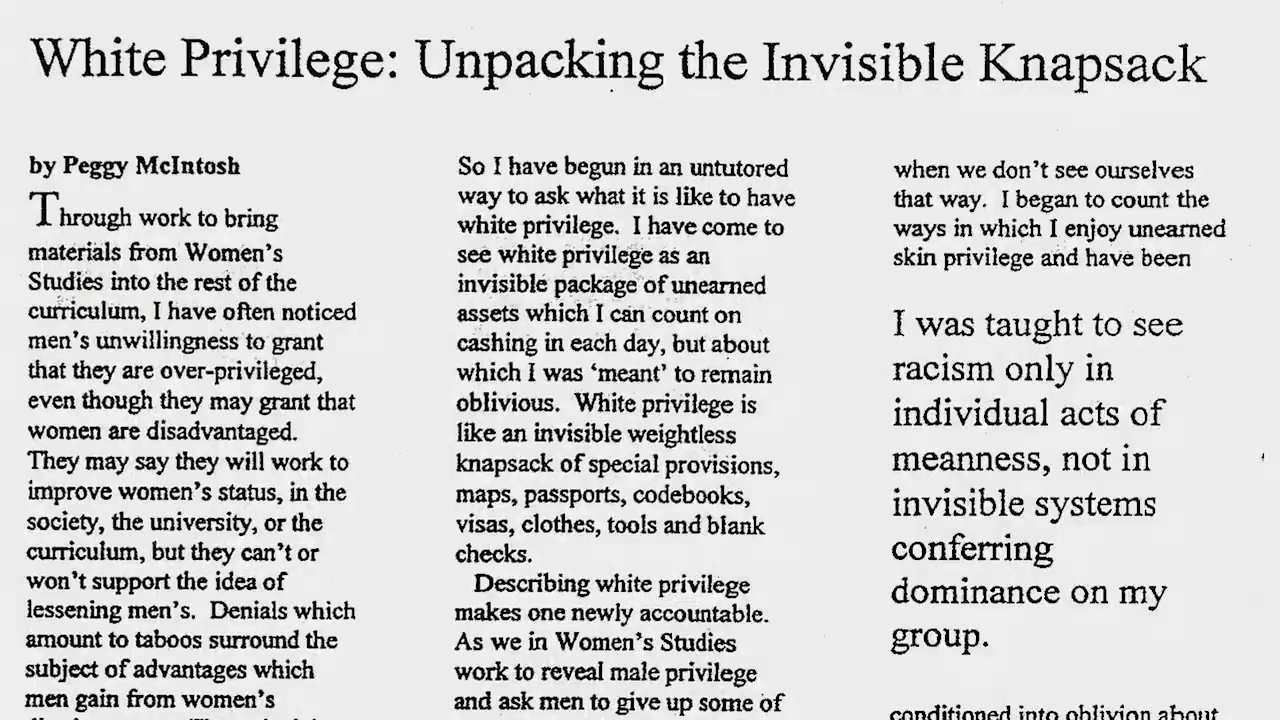 White Privilege: Unpacking the Invisible Knapsack
by Peggy McIntosh
Through work to bring
materials from Women's
Studies into the rest of the
curriculum, I have often noticed
men's unwillingness to grant
that they are over-privileged,
even though they may grant that
women are disadvantaged.
They may say they will work to
improve women's status, in the
society, the university, or the
curriculum, but they can't or
won't support the idea of
lessening men's. Denials which
amount to taboos surround the
subject of advantages which
men gain from women's
So I have begun in an untutored
way to ask what it is like to have
white privilege. I have come to
see white privilege as an
invisible package of unearned
assets which I can count on
cashing in each day, but about
which I was 'meant' to remain
oblivious. White privilege is
like an invisible weightless
knapsack of special provisions,
maps, passports, codebooks,
visas, clothes, tools and blank
checks.
Describing white privilege
makes one newly accountable.
As we in Women's Studies
work to reveal male privilege
and ask men to give up some of
when we don't see ourselves
that way. I began to count the
ways in which I enjoy unearned
skin privilege and have been
I was taught to see
racism only in
individual acts of
meanness, not in
invisible systems
conferring
dominance on my
group.
conditioned into oblivion about